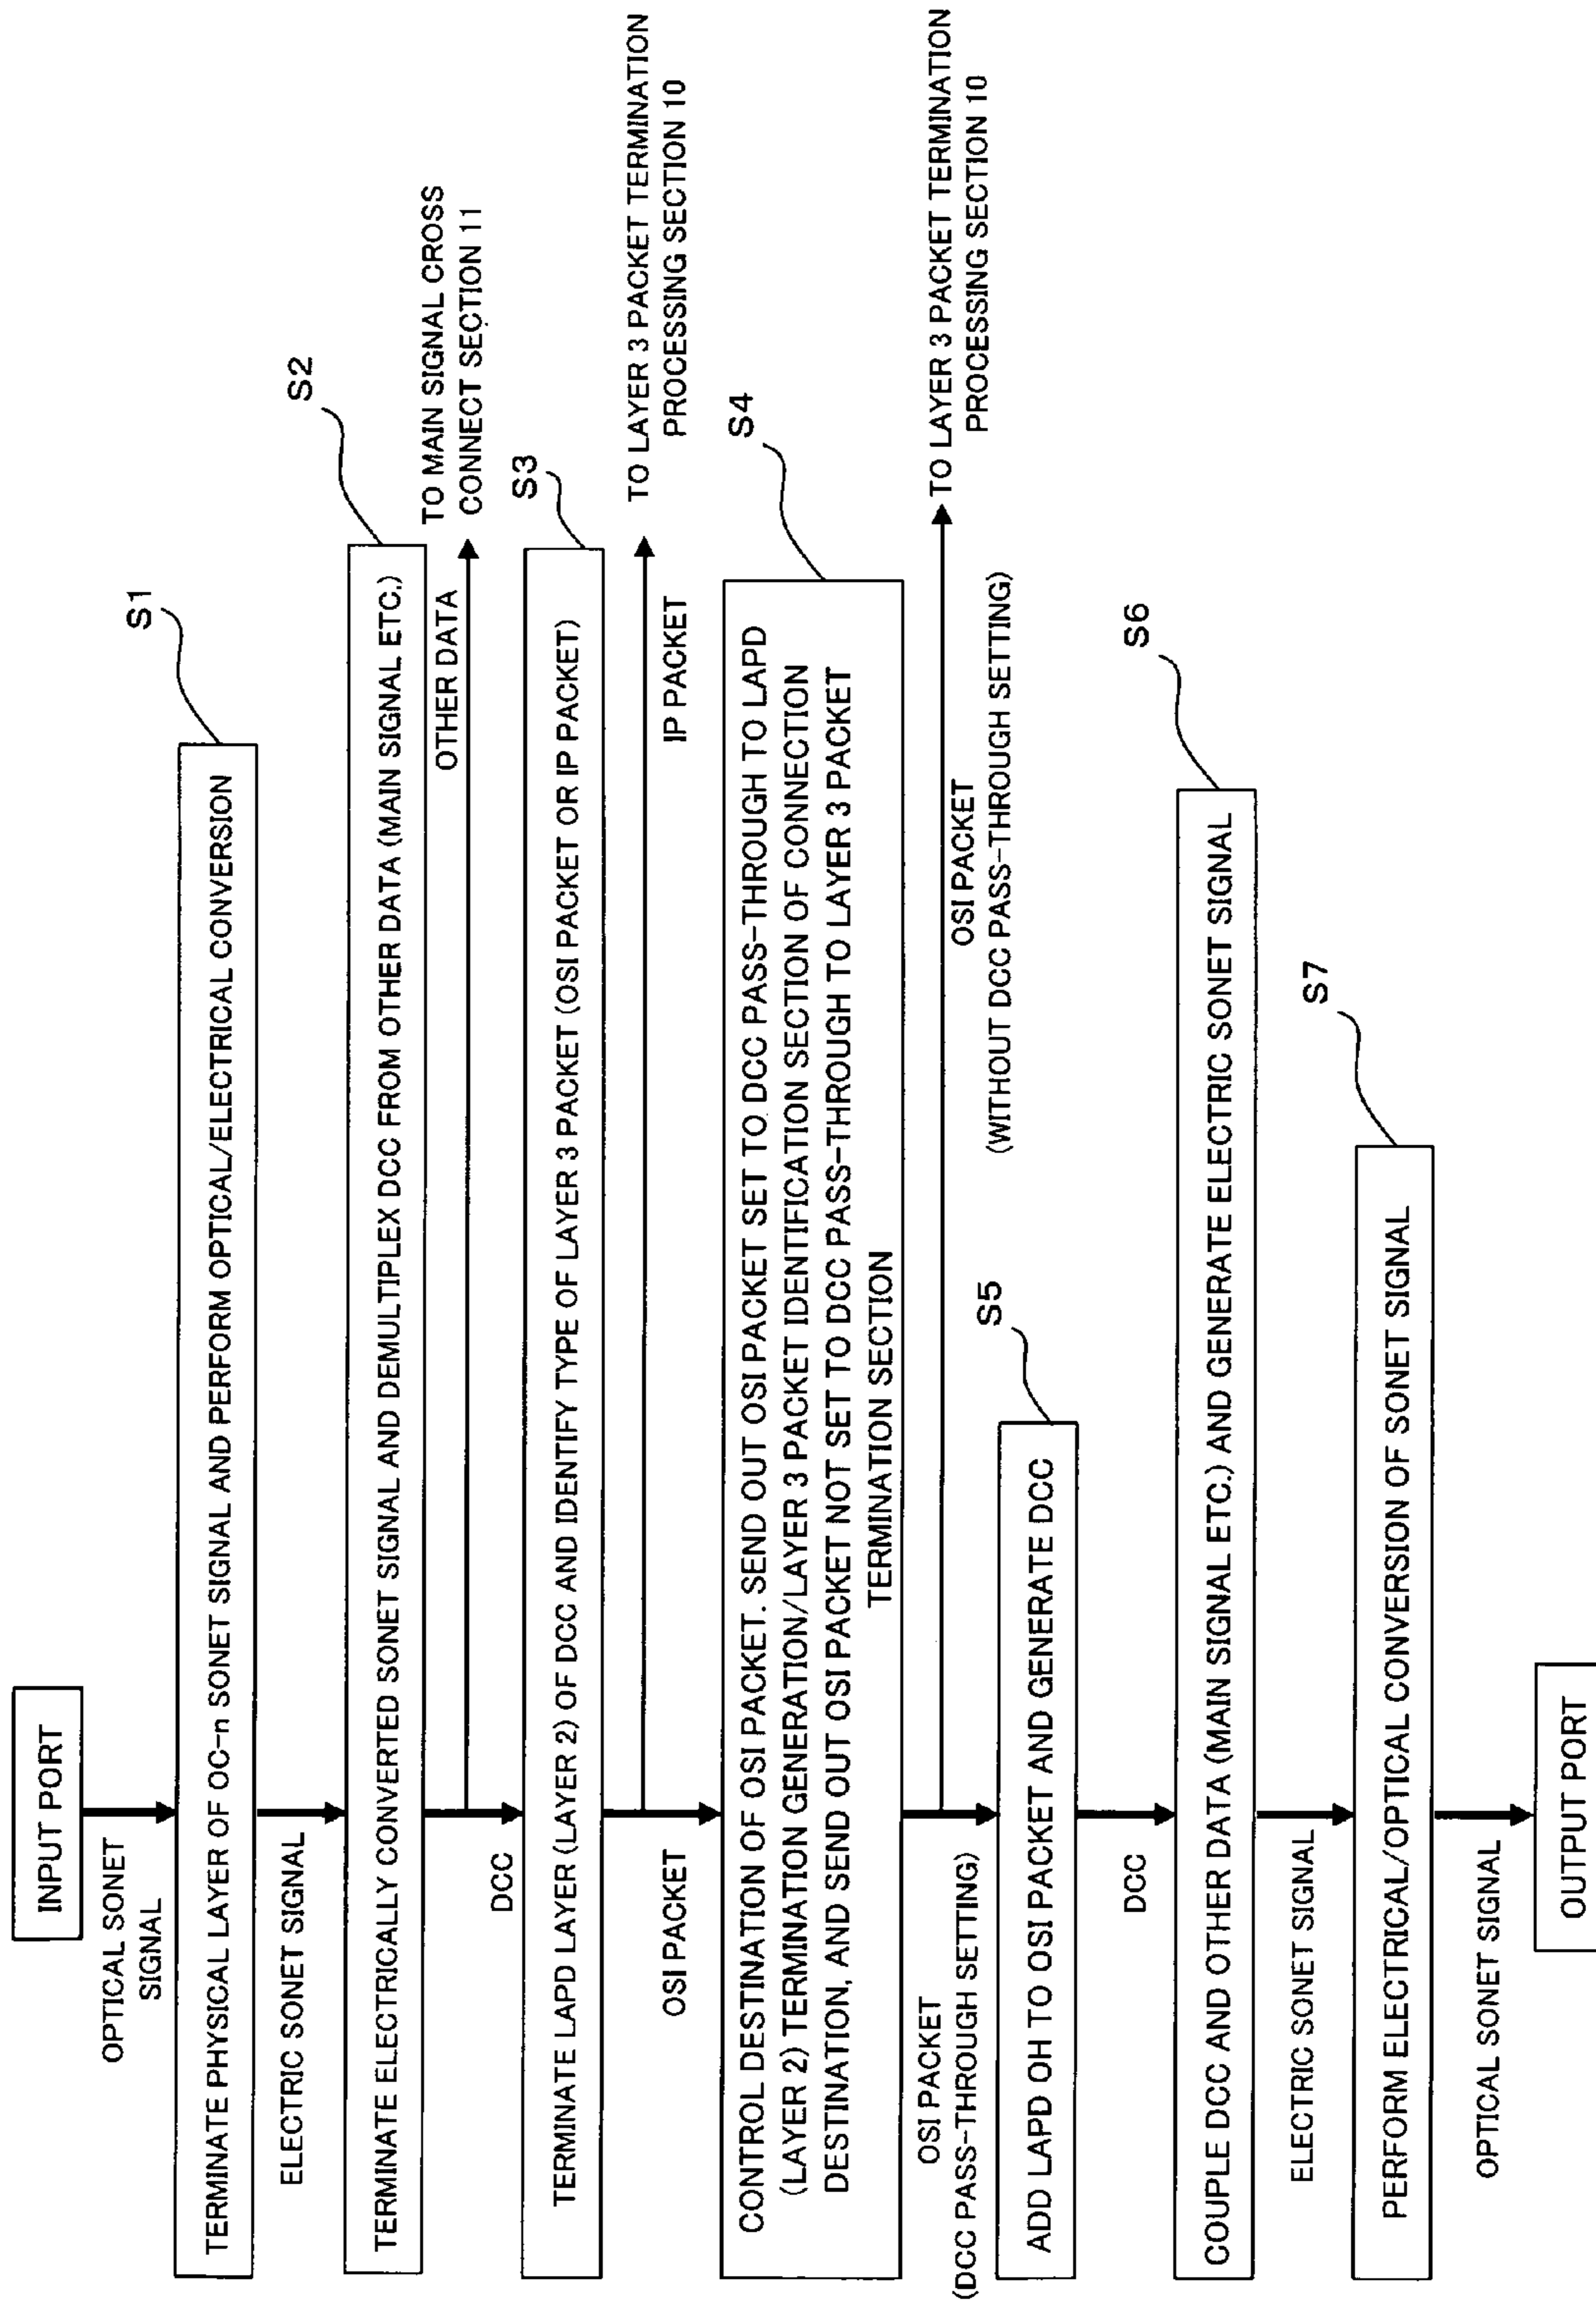 INPUT PORT
OPTICAL SONET
SIGNAL
S1
TERMINATE PHYSICAL LAYER OF OC-n SONET SIGNAL AND PERFORM OPTICAL/ELECTRICAL CONVERSION
ELECTRIC SONET SIGNAL
S2
TERMINATE ELECTRICALLY CONVERTED SONET SIGNAL AND DEMULTIPLEX DCC FROM OTHER DATA (MAIN SIGNAL ETC.)
OTHER DATA
TO MAIN SIGNAL CROSS
CONNECT SECTION 11
DCC
S3
TERMINATE LAPD LAYER (LAYER 2) OF DCC AND IDENTIFY TYPE OF LAYER 3 PACKET (OSI PACKET OR IP PACKET)
IP PACKET
TO LAYER 3 PACKET TERMINATION
PROCESSING SECTION 10
OSI PACKET
S4
CONTROL DESTINATION OF OSI PACKET. SEND OUT OSI PACKET SET TO DCC PASS-THROUGH TO LAPD
(LAYER 2) TERMINATION GENERATION/LAYER 3 PACKET IDENTIFICATION SECTION OF CONNECTION
DESTINATION, AND SEND OUT OSI PACKET NOT SET TO DCC PASS-THROUGH TO LAYER 3 PACKET
TERMINATION SECTION
TO LAYER 3 PACKET TERMINATION
PROCESSING SECTION 10
OSI PACKET
(WITHOUT DCC PASS-THROUGH SETTING)
OSI PACKET
(DCC PASS-THROUGH SETTING)
S5
ADD LAPD OH TO OSI PACKET AND GENERATE DCC
DCC
S6
COUPLE DCC AND OTHER DATA (MAIN SIGNAL ETC.) AND GENERATE ELECTRIC SONET SIGNAL
ELECTRIC SONET SIGNAL
S7
PERFORM ELECTRICAL/OPTICAL CONVERSION OF SONET SIGNAL
OPTICAL SONET SIGNAL
OUTPUT PORT